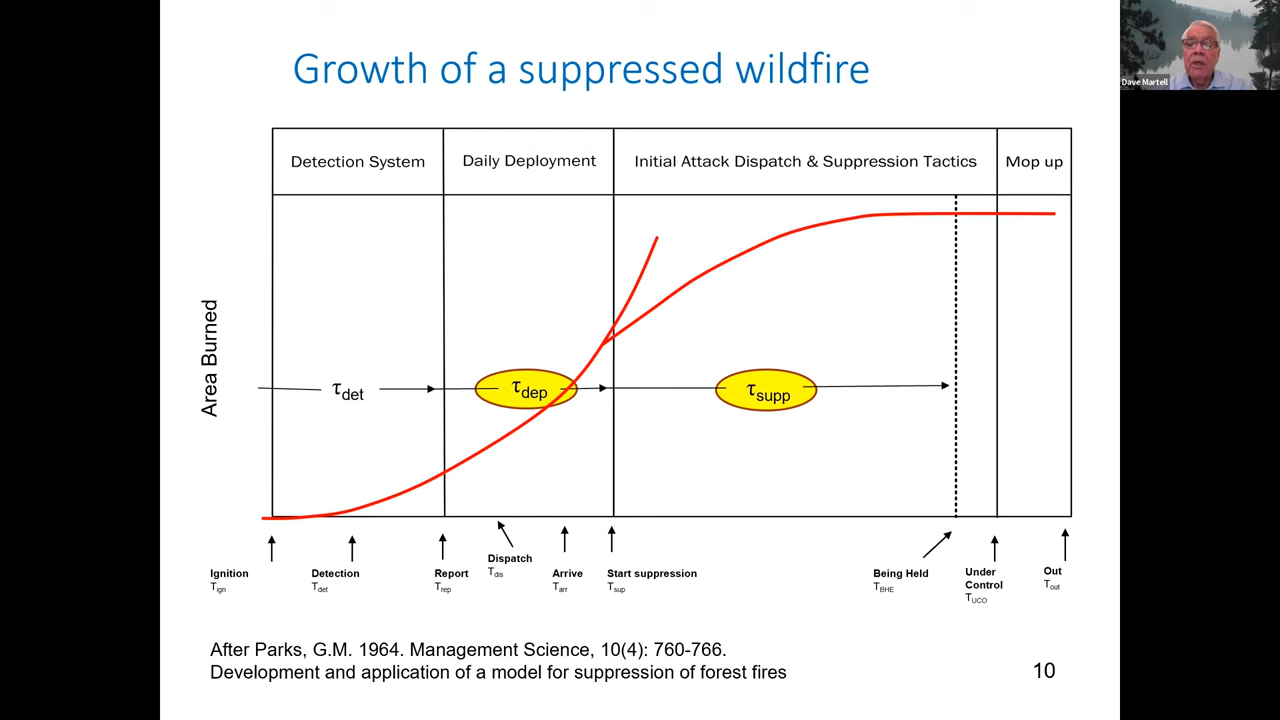 Growth of a suppressed wildfire
Dave Martell
Detection System
Daily Deployment
Initial Attack Dispatch & Suppression Tactics
Mop up
Area Burned
τdet
τdep
τsupp
Ignition
Tign
Detection
Tdet
Report
Trep
Dispatch
Tdis
Arrive
Tarr
Start suppression
Tsup
Being Held
TBHE
Under
Control
TUCO
Out
Tout
After Parks, G.M. 1964. Management Science, 10(4): 760-766.
Development and application of a model for suppression of forest fires
10